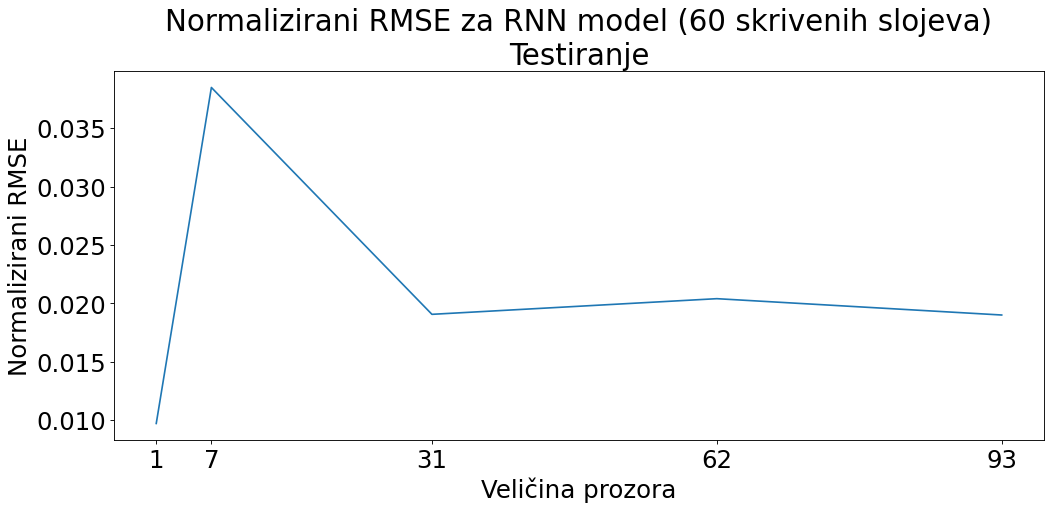 Normalizirani RMSE za RNN model (60 skrivenih slojeva)
Testiranje
Normalizirani RMSE
0.035
0.030
0.025
0.020
0.015
0.010
1 7 31 62 93
Veličina prozora